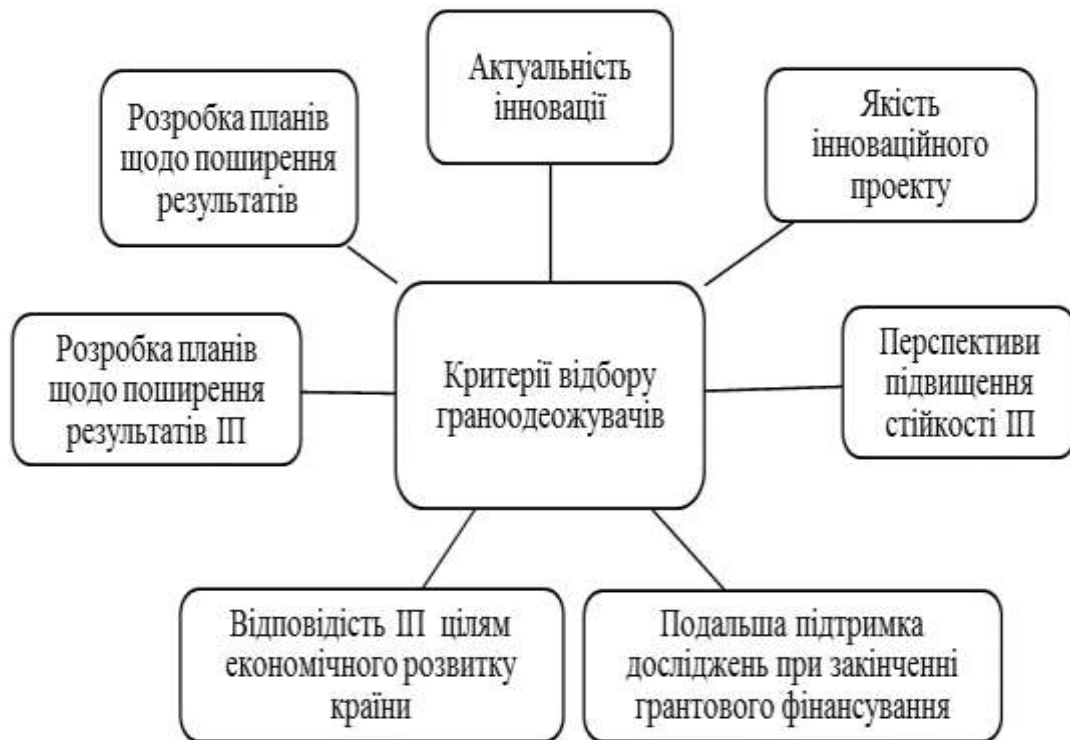 Актуальність
інновації
Розробка планів
щодо поширення
результатів
Якість
інноваційного
проекту
Розробка планів
щодо поширення
результатів ІП
Критерії відбору
граноодеожувачів
Перспективи
підвищення
стійкості ІП
Відповідість ІП цілям
економічного розвитку
країни
Подальша підтримка
досліджень при закінченні
грантового фінансування